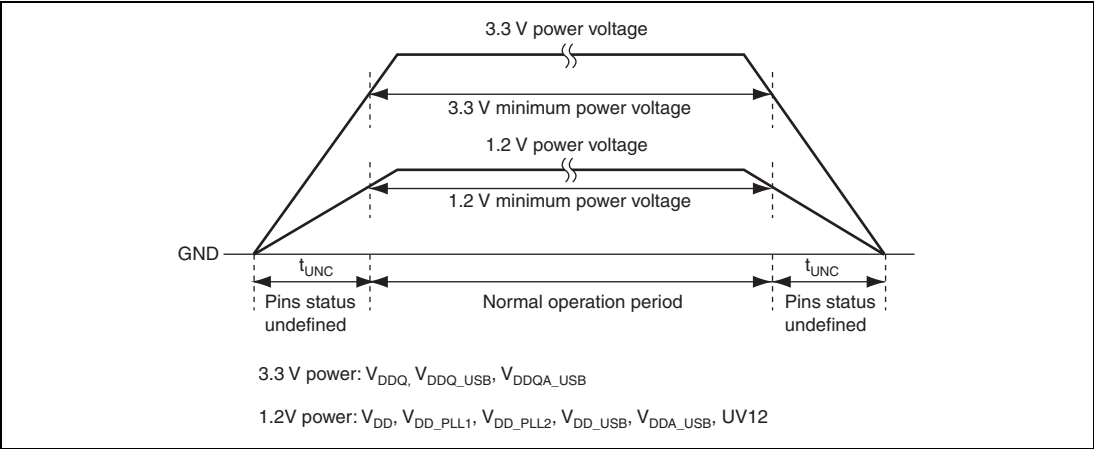 3.3 V power voltage
3.3 V minimum power voltage
1.2 V power voltage
1.2 V minimum power voltage
GND
tUNC
tUNC
Pins status undefined
Normal operation period
Pins status undefined
3.3 V power: VDDQ, VDDQ_USB, VDDQA_USB
1.2V power: VDD, VDD_PLL1, VDD_PLL2, VDD_USB, VDDA_USB, UV12